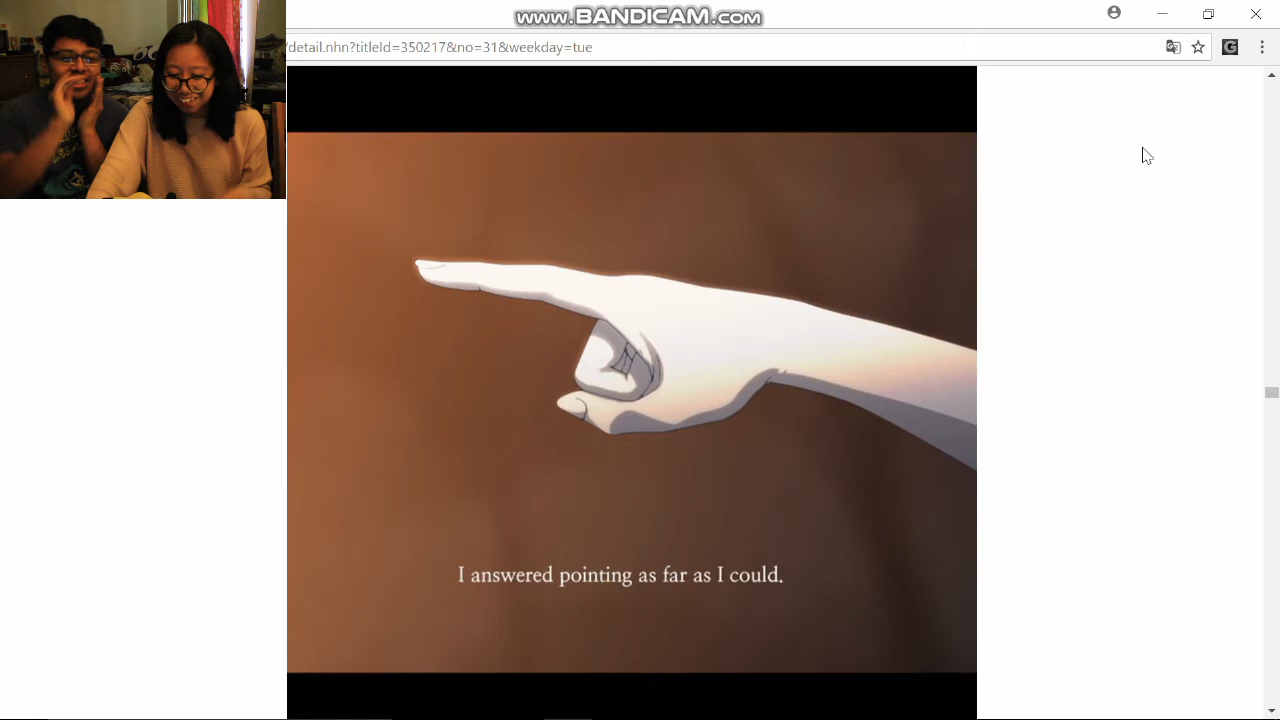 www.BANDICAM.com
/detail.nhn?titleId=350217&no=31&weekday=tue
I answered pointing as far as I could.